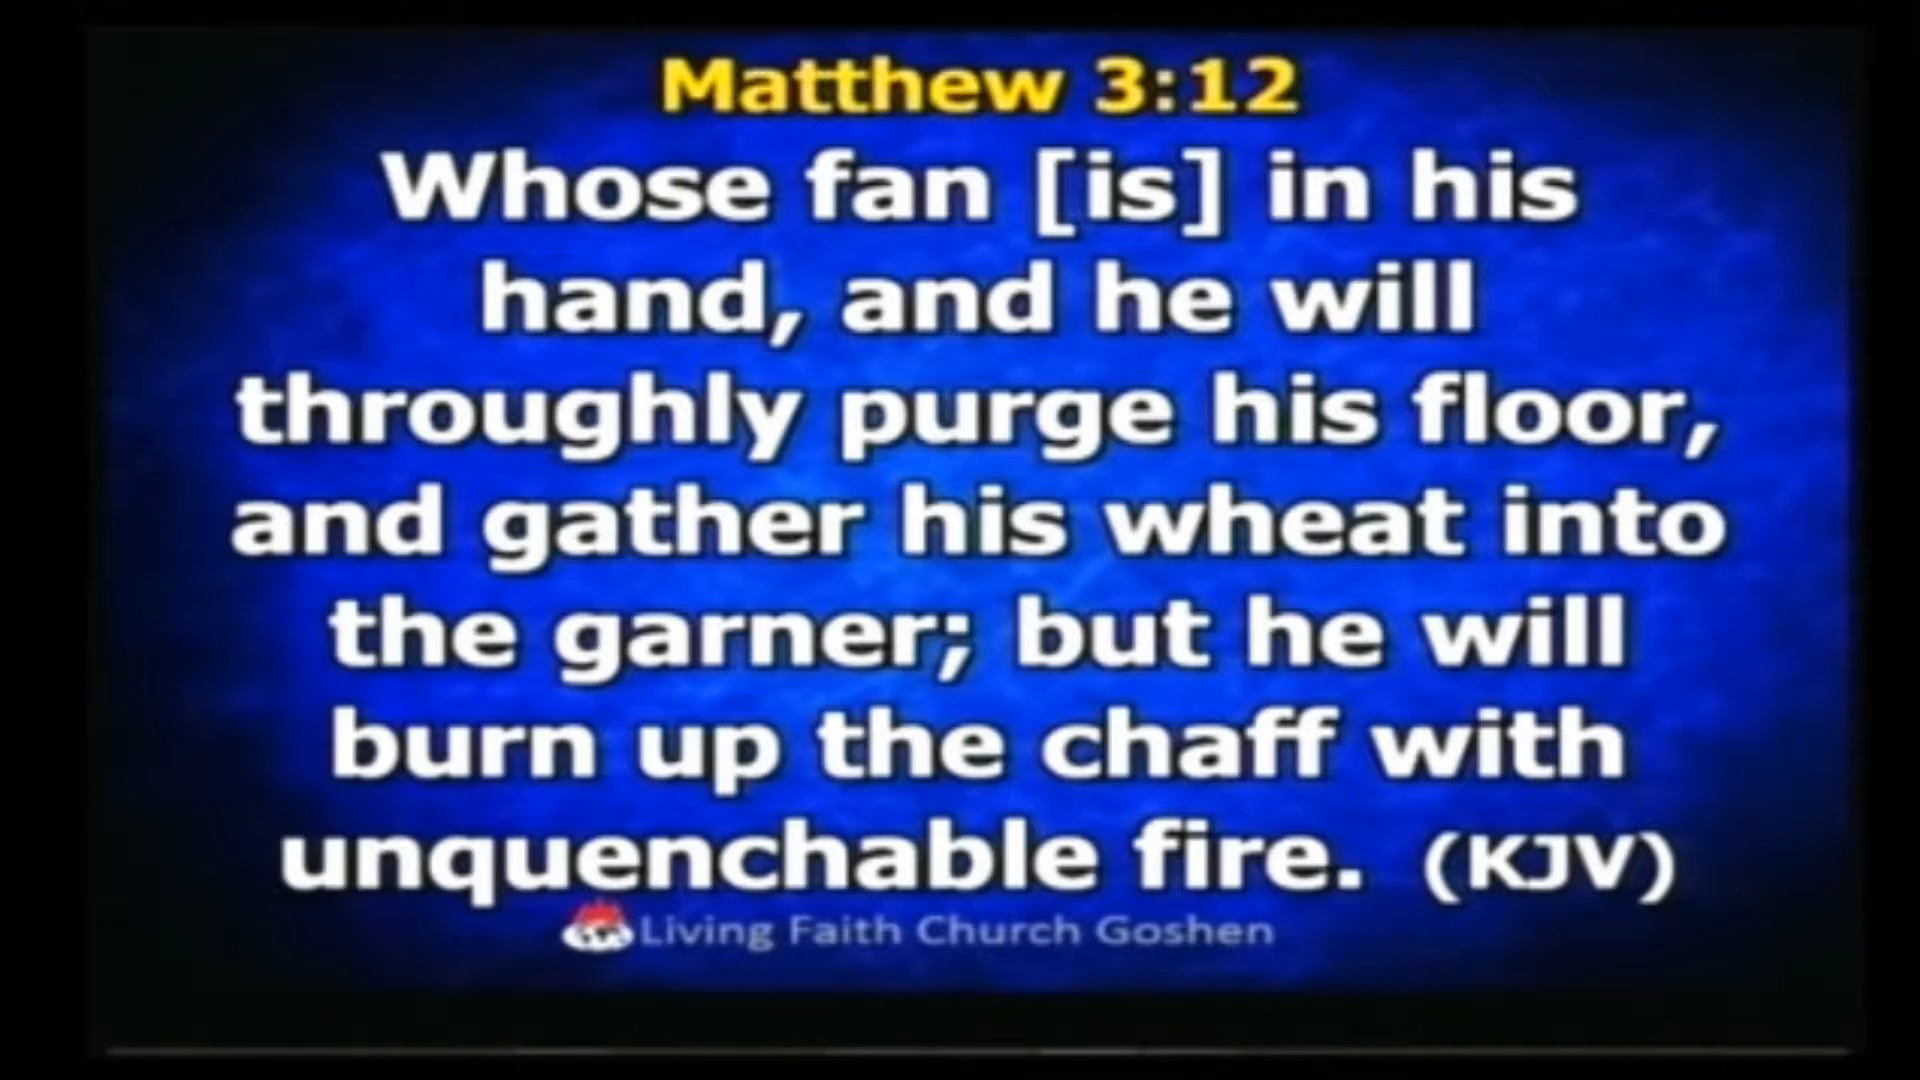 Matthew 3:12
Whose fan [is] in his
hand, and he will
throughly purge his floor,
and gather his wheat into
the garner; but he will
burn up the chaff with
unquenchable fire. (KJV)
Living Faith Church Goshen